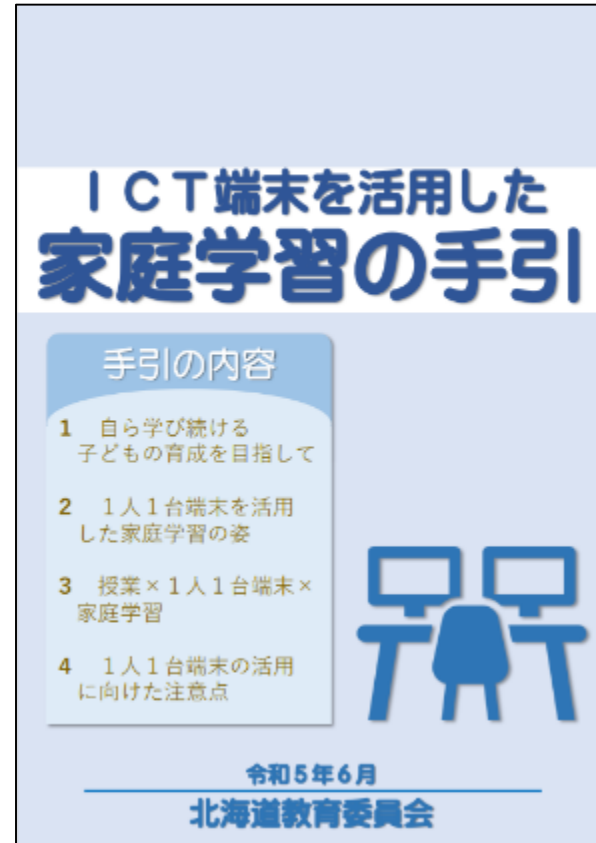 ICT端末を活用した
家庭学習の手引
手引の内容
1 自ら学び続ける
子どもの育成を目指して
2 1人1台端末を活用
した家庭学習の姿
3 授業×1人1台端末×
家庭学習
4 1人1台端末の活用
に向けた注意点
令和5年6月
北海道教育委員会